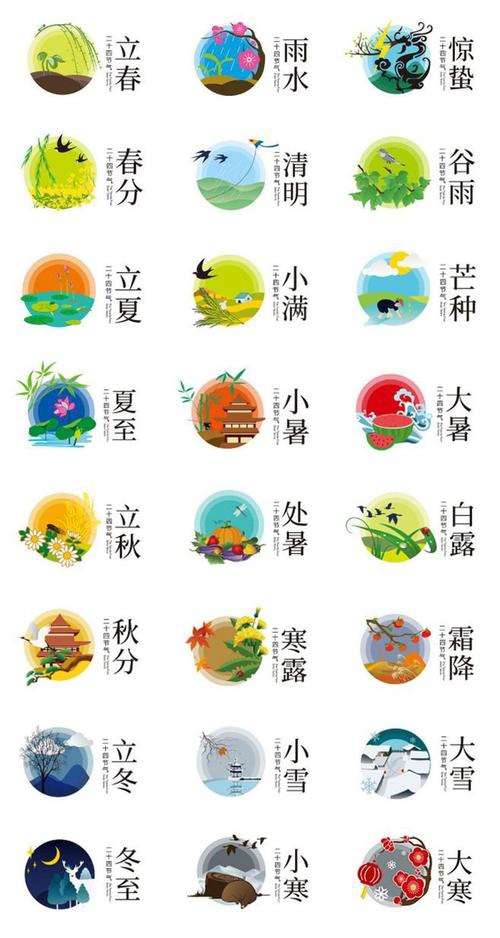 立春
二十四节气
雨水
二十四节气
惊蛰
二十四节气
春分
二十四节气
清明
二十四节气
谷雨
二十四节气
立夏
二十四节气
小满
二十四节气
芒种
二十四节气
夏至
二十四节气
小暑
二十四节气
大暑
二十四节气
立秋
二十四节气
处暑
二十四节气
白露
二十四节气
秋分
二十四节气
寒露
二十四节气
霜降
二十四节气
立冬
二十四节气
小雪
二十四节气
大雪
二十四节气
冬至
二十四节气
小寒
二十四节气
大寒
二十四节气